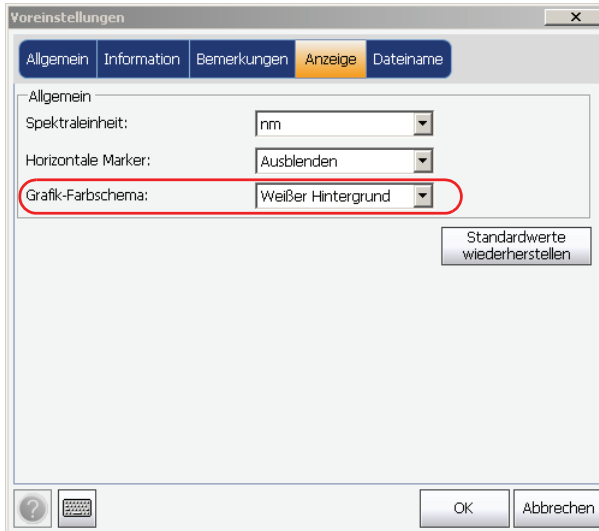 Voreinstellungen
Allgemein Information Bemerkungen Anzeige Dateiname
Allgemein
Spektraleinheit: nm
Horizontale Marker: Ausblenden
Grafik-Farbschema: Weißer Hintergrund
Standardwerte
wiederherstellen
? OK Abbrechen